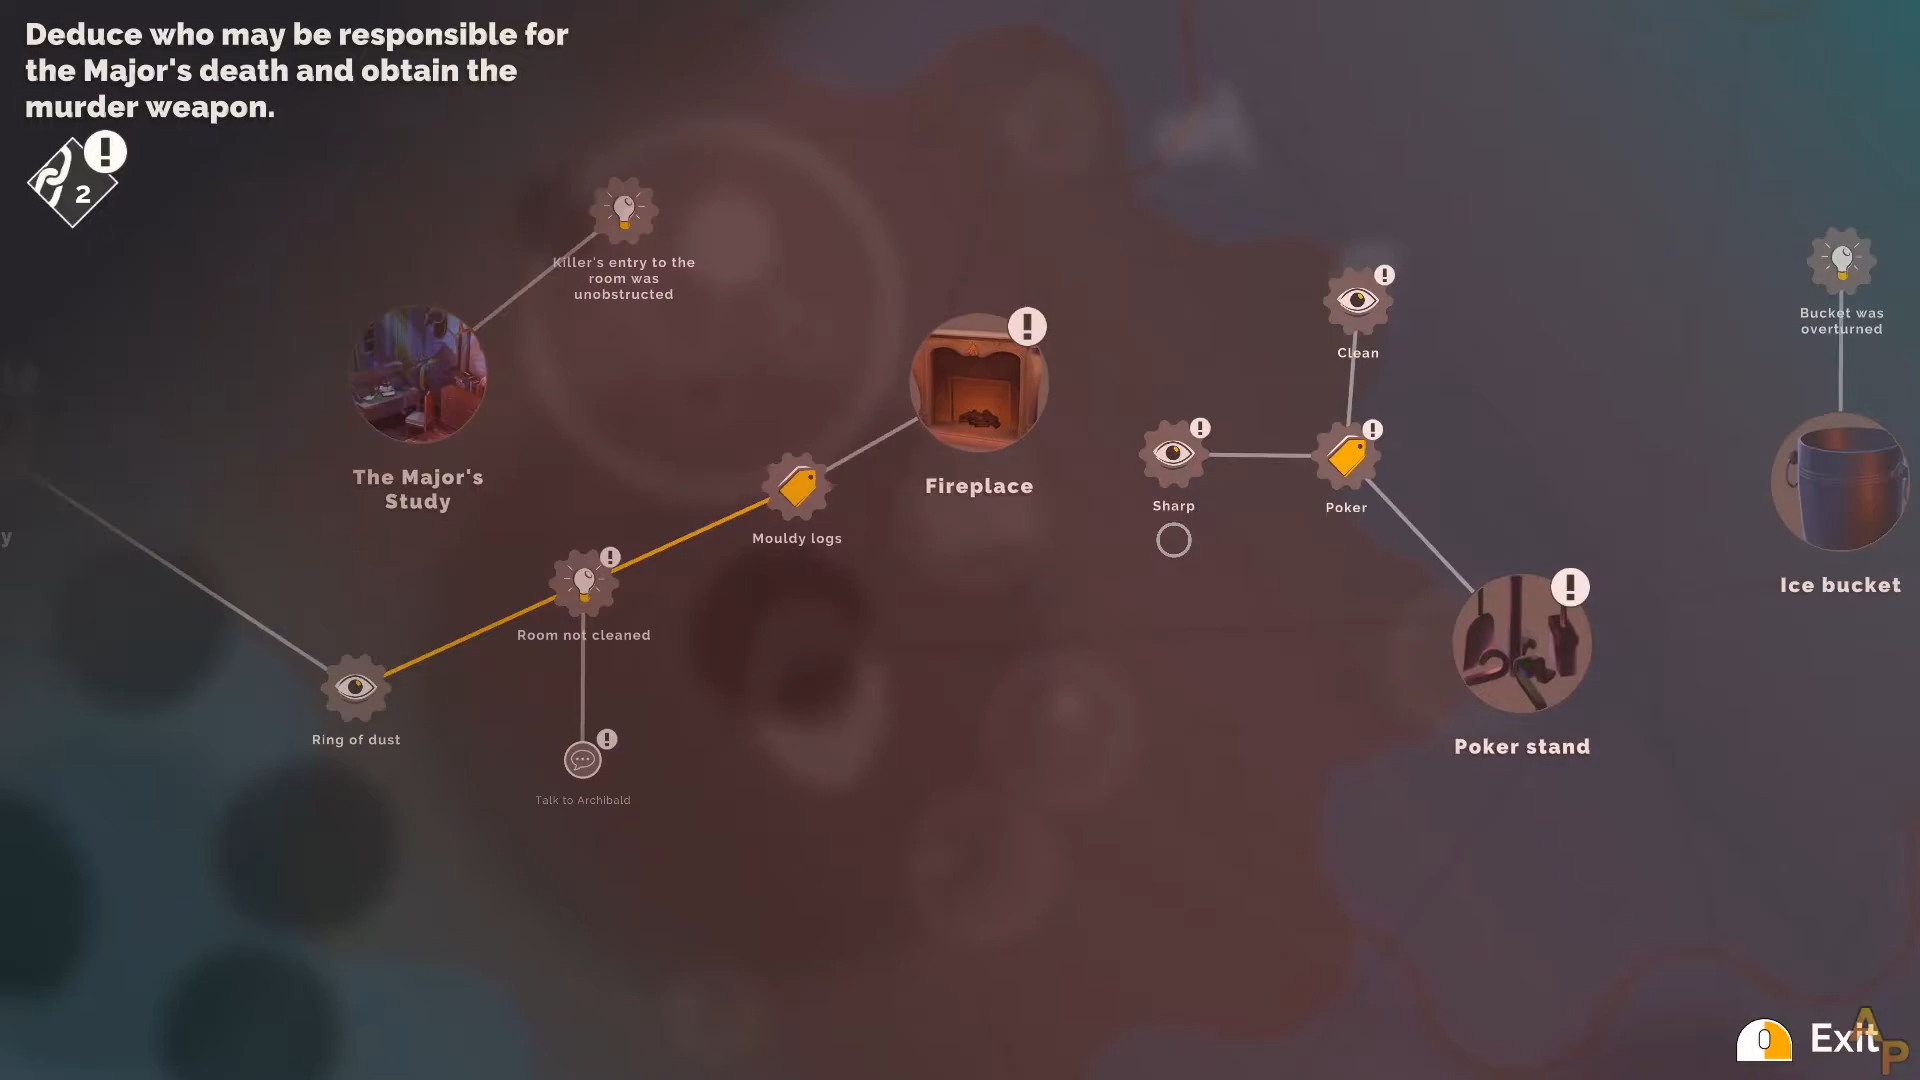 Deduce who may be responsible for
the Major's death and obtain the
murder weapon.
2
Killer's entry to the
room was
unobstructed
The Major's
Study
Fireplace
Clean
Sharp
Poker
Bucket was
overturned
Ice bucket
Mouldy logs
y
Room not cleaned
Ring of dust
Talk to Archibald
Poker stand
Exit
AP